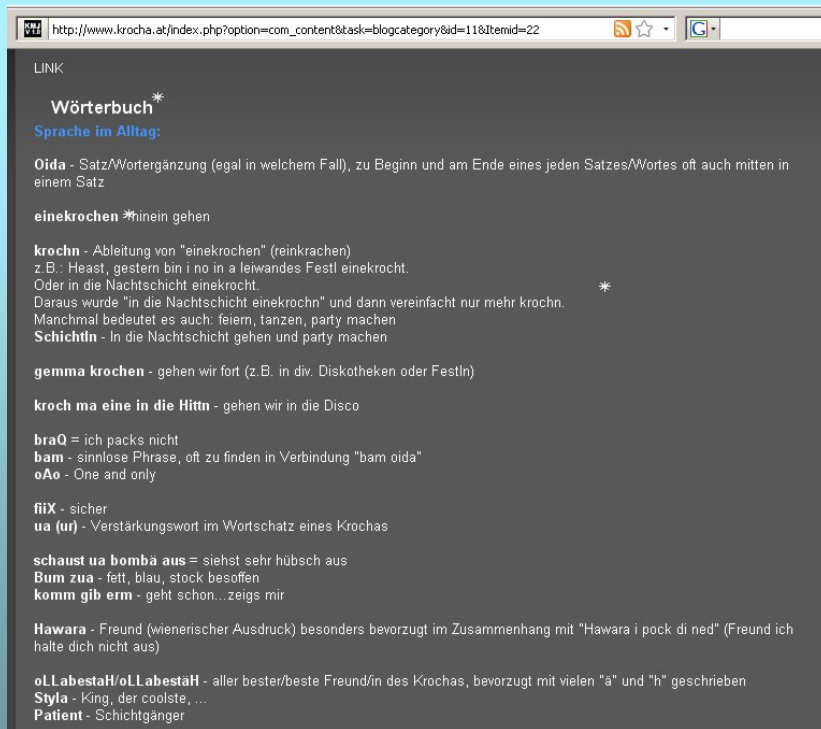 KMJ
V 1.0
http://www.krocha.at/index.php?option=com_content&task=blogcategory&id=11&Itemid=22
G
LINK
Wörterbuch
Sprache im Alltag:
Oida - Satz/Wortergänzung (egal in welchem Fall), zu Beginn und am Ende eines jeden Satzes/Wortes oft auch mitten in
einem Satz
einekrochen - hinein gehen
krochn - Ableitung von "einekrochen" (reinkrachen)
z.B.: Heast, gestern bin i no in a leiwandes Festl einekrocht.
Oder in die Nachtschicht einekrocht.
Daraus wurde "in die Nachtschicht einekrochn" und dann vereinfacht nur mehr krochn.
Manchmal bedeutet es auch: feiern, tanzen, party machen
Schichtln - In die Nachtschicht gehen und party machen
gemma krochen - gehen wir fort (z.B. in div. Diskotheken oder Festln)
kroch ma eine in die Hittn - gehen wir in die Disco
braQ = ich packs nicht
bam - sinnlose Phrase, oft zu finden in Verbindung "bam oida"
oAo - One and only
fiiX - sicher
ua (ur) - Verstärkungswort im Wortschatz eines Krochas
schaust ua bombä aus = siehst sehr hübsch aus
Bum zua - fett, blau, stock besoffen
komm gib erm - geht schon...zeigs mir
Hawara - Freund (wienerischer Ausdruck) besonders bevorzugt im Zusammenhang mit "Hawara i pock di ned" (Freund ich
halte dich nicht aus)
oLLabestaH/oLLabestäH - aller bester/beste Freund/in des Krochas, bevorzugt mit vielen "ä" und "h" geschrieben
Styla - King, der coolste, ...
Patient - Schichtgänger